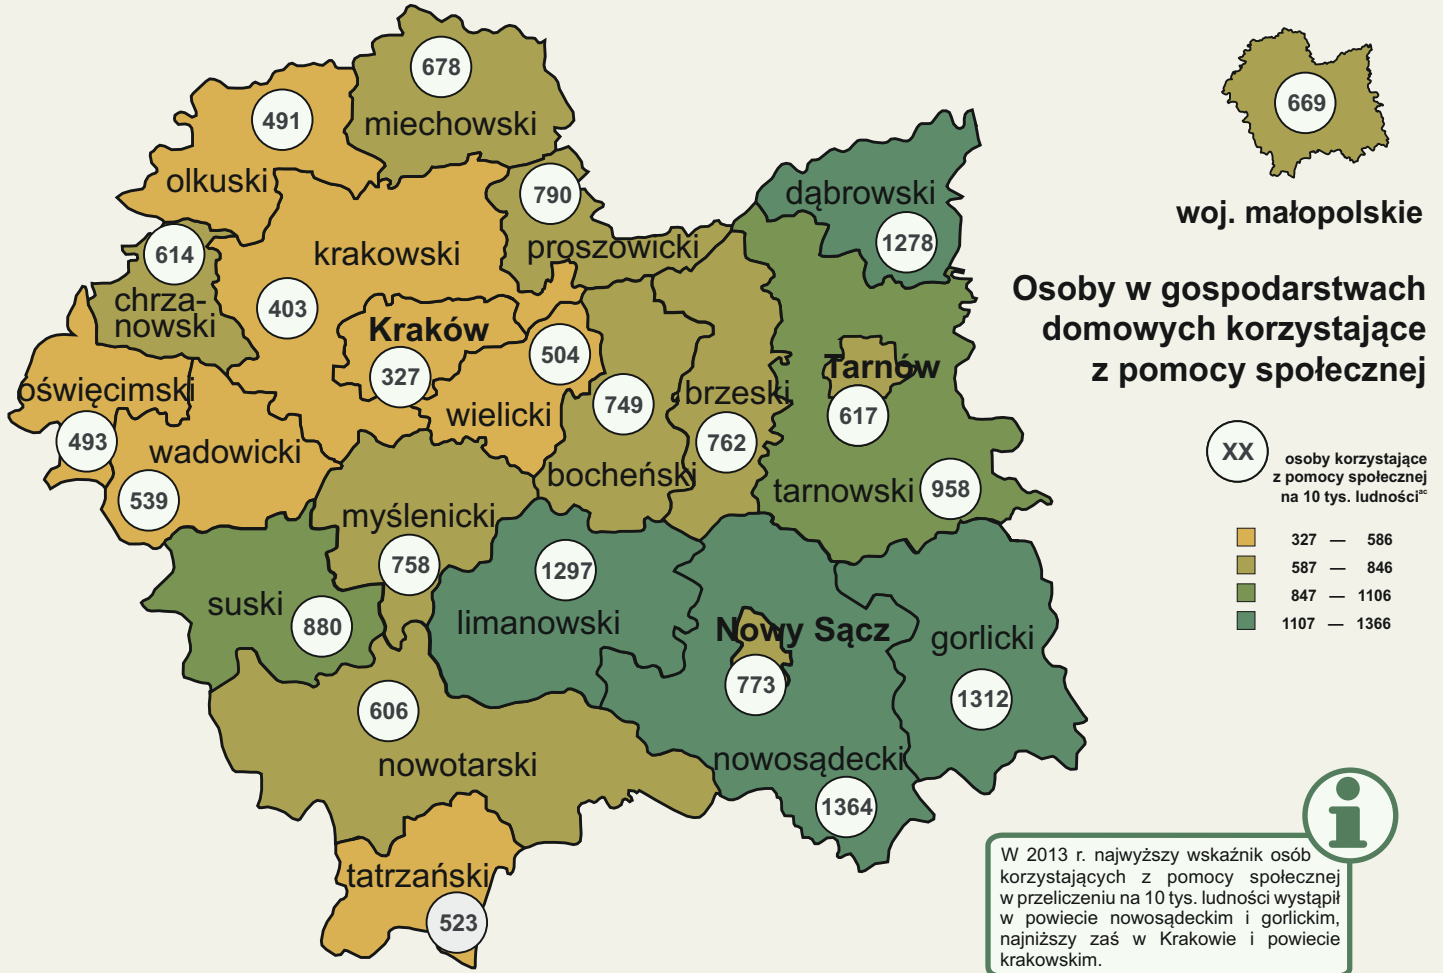 678
miechowski
491
olkuski
790
proszowicki
dąbrowski
1278
614
chrza-
nowski
krakowski
403
Kraków
327
504
wielicki
oświęcimski
493
wadowicki
539
749
bocheński
brzeski
762
Tarnów
617
tarnowski
958
myślenicki
758
suski
880
1297
limanowski
Nowy Sącz
773
gorlicki
1312
606
nowotarski
nowosądecki
1364
tatrzański
523
669
woj. małopolskie
Osoby w gospodarstwach
domowych korzystające
z pomocy społecznej
XX
osoby korzystające
z pomocy społecznej
na 10 tys. ludnościᵃᶜ
327 — 586
587 — 846
847 — 1106
1107 — 1366
W 2013 r. najwyższy wskaźnik osób
korzystających z pomocy społecznej
w przeliczeniu na 10 tys. ludności wystąpił
w powiecie nowosądeckim i gorlickim,
najniższy zaś w Krakowie i powiecie
krakowskim.